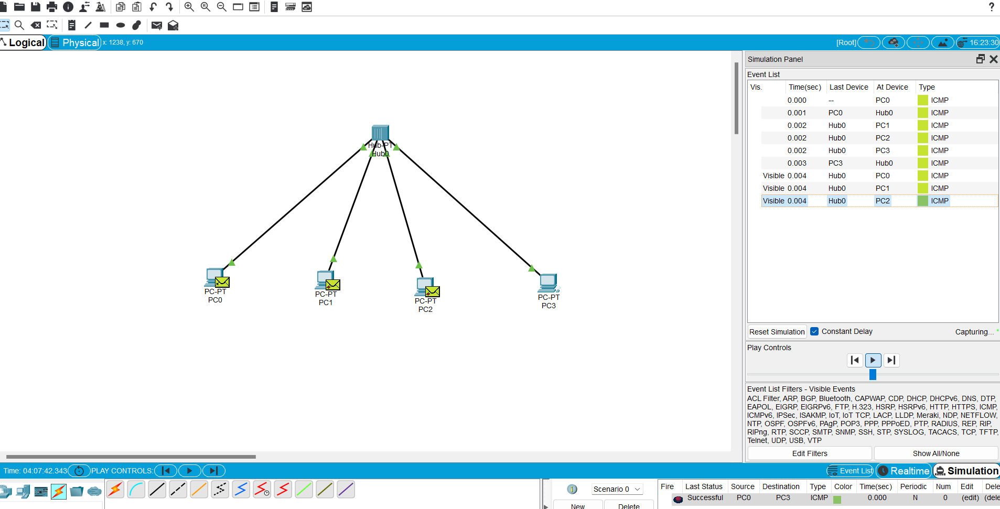 ?
Logical
Physical
x: 1238, y: 670
[Root]
16:23:30
Simulation Panel
Event List
Vis. Time(sec) Last Device At Device Type
0.000 -- PC0 ICMP
0.001 PC0 Hub0 ICMP
0.002 Hub0 PC1 ICMP
0.002 Hub0 PC2 ICMP
0.002 Hub0 PC3 ICMP
0.003 PC3 Hub0 ICMP
Visible 0.004 Hub0 PC0 ICMP
Visible 0.004 Hub0 PC1 ICMP
Visible 0.004 Hub0 PC2 ICMP
Hub-PT
Hub0
PC-PT
PC0
PC-PT
PC1
PC-PT
PC2
PC-PT
PC3
Reset Simulation
Constant Delay
Capturing... *
Play Controls
Event List Filters - Visible Events
ACL Filter, ARP, BGP, Bluetooth, CAPWAP, CDP, DHCP, DHCPv6, DNS, DTP,
EAPOL, EIGRP, EIGRPv6, FTP, H.323, HSRP, HSRPv6, HTTP, HTTPS, ICMP,
ICMPv6, IPSec, ISAKMP, IoT, IoT TCP, LACP, LLDP, Meraki, NDP, NETFLOW,
NTP, OSPF, OSPFv6, PAgP, POP3, PPP, PPPoED, PTP, RADIUS, REP, RIP,
RIPng, RTP, SCCP, SMTP, SNMP, SSH, STP, SYSLOG, TACACS, TCP, TFTP,
Telnet, UDP, USB, VTP
Edit Filters
Show All/None
Time: 04:07:42.343
PLAY CONTROLS:
Event List
Realtime
Simulation
Scenario 0
New
Delete
Fire Last Status Source Destination Type Color Time(sec) Periodic Num Edit Dele
Successful PC0 PC3 ICMP 0.000 N 0 (edit) (dele